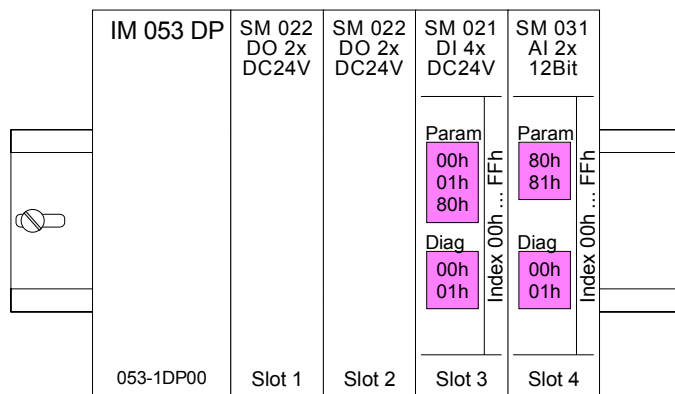 IM 053 DP
SM 022
DO 2x
DC24V
SM 022
DO 2x
DC24V
SM 021
DI 4x
DC24V
SM 031
AI 2x
12Bit
Param
00h
01h
80h
Diag
00h
01h
Index 00h ... FFh
Param
80h
81h
Diag
00h
01h
Index 00h ... FFh
053-1DP00
Slot 1
Slot 2
Slot 3
Slot 4